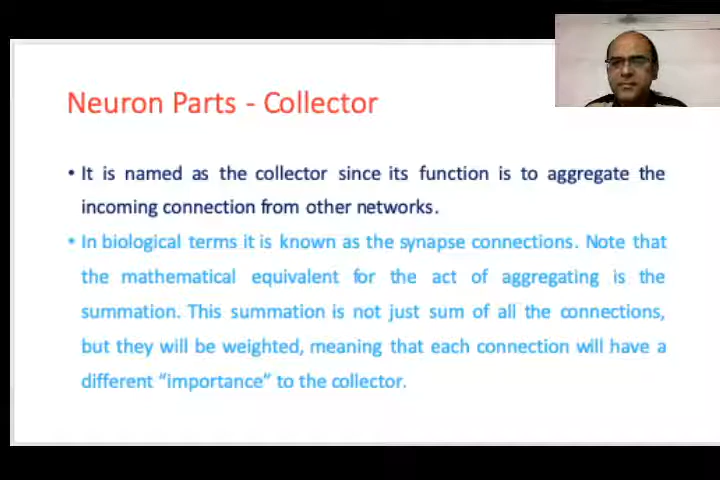 Neuron Parts - Collector
• It is named as the collector since its function is to aggregate the
incoming connection from other networks.
• In biological terms it is known as the synapse connections. Note that
the mathematical equivalent for the act of aggregating is the
summation. This summation is not just sum of all the connections,
but they will be weighted, meaning that each connection will have a
different “importance” to the collector.